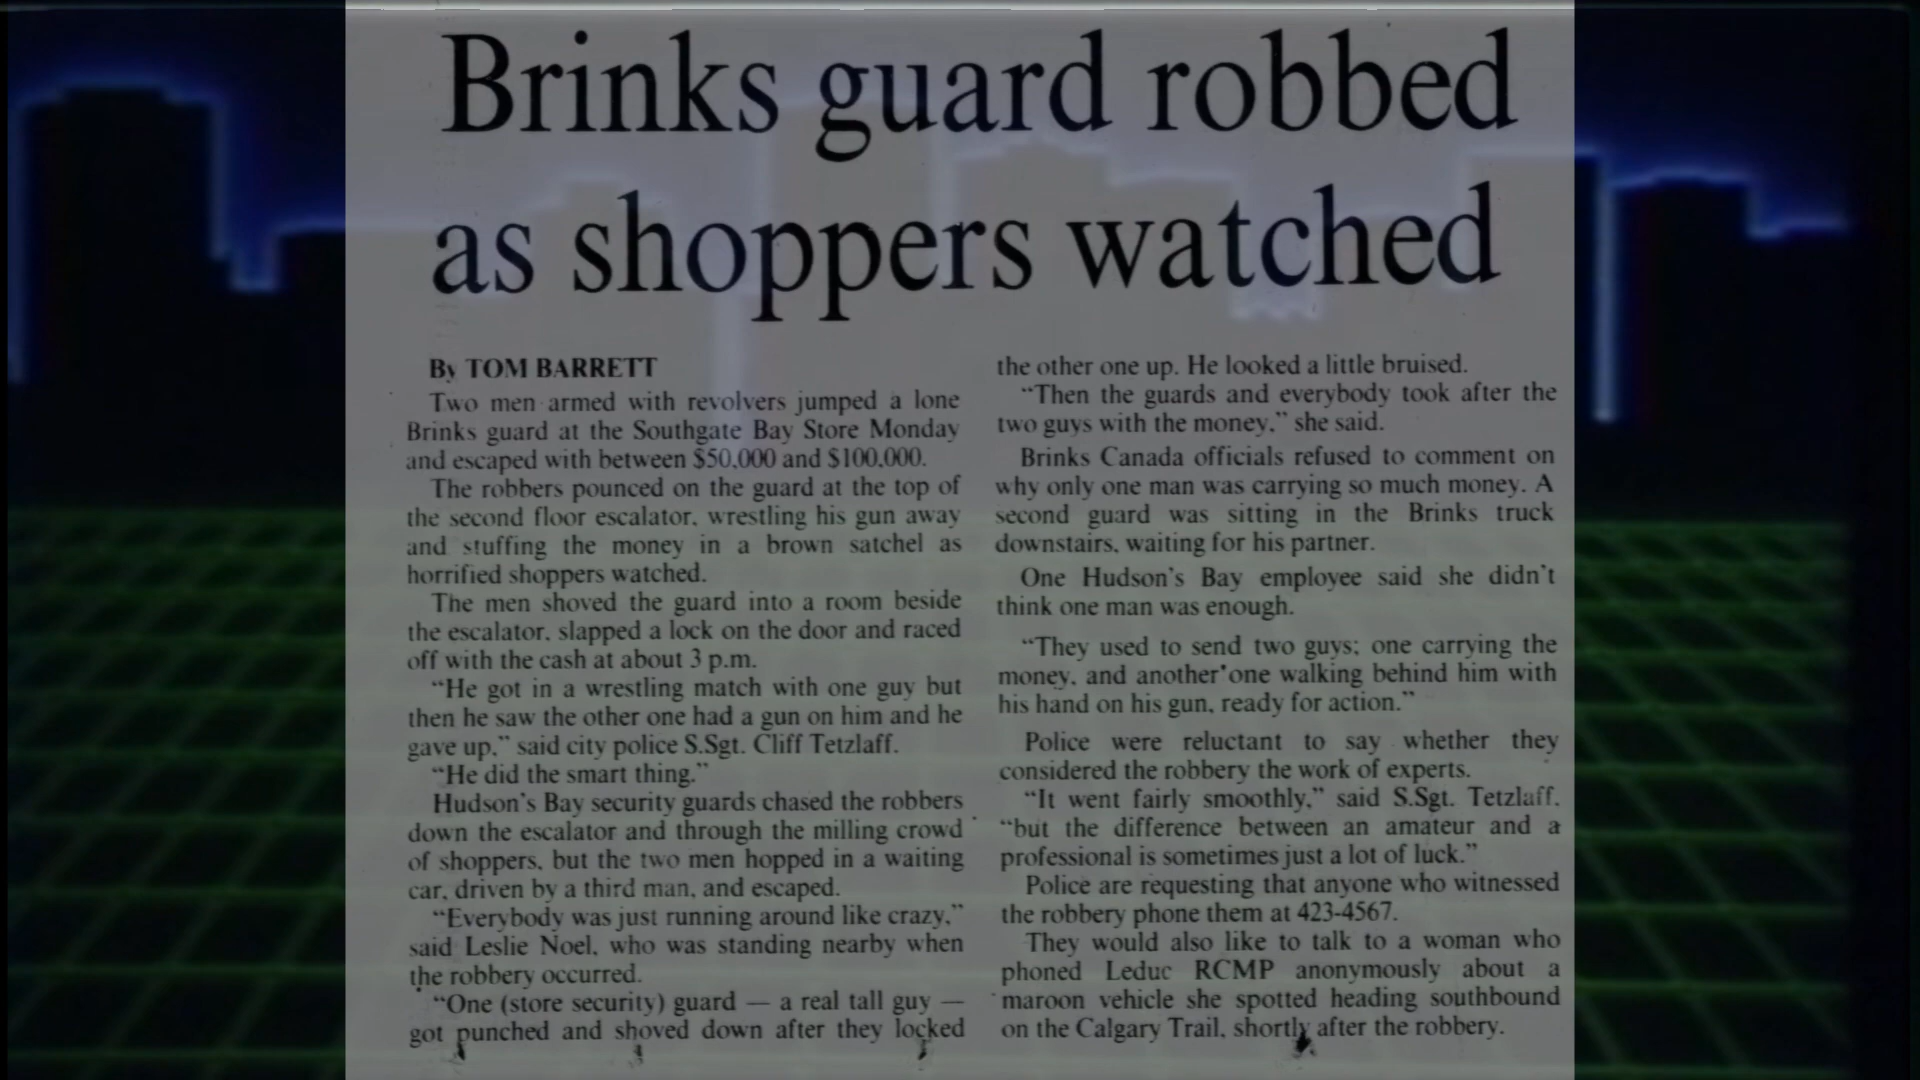 Brinks guard robbed
as shoppers watched
By TOM BARRETT
Two men armed with revolvers jumped a lone
Brinks guard at the Southgate Bay Store Monday
and escaped with between $50,000 and $100,000.
The robbers pounced on the guard at the top of
the second floor escalator, wrestling his gun away
and stuffing the money in a brown satchel as
horrified shoppers watched.
The men shoved the guard into a room beside
the escalator, slapped a lock on the door and raced
off with the cash at about 3 p.m.
“He got in a wrestling match with one guy but
then he saw the other one had a gun on him and he
gave up,” said city police S.Sgt. Cliff Tetzlaff.
“He did the smart thing.”
Hudson’s Bay security guards chased the robbers
down the escalator and through the milling crowd
of shoppers, but the two men hopped in a waiting
car, driven by a third man, and escaped.
“Everybody was just running around like crazy,”
said Leslie Noel, who was standing nearby when
the robbery occurred.
“One (store security) guard — a real tall guy —
got punched and shoved down after they locked
the other one up. He looked a little bruised.
“Then the guards and everybody took after the
two guys with the money,” she said.
Brinks Canada officials refused to comment on
why only one man was carrying so much money. A
second guard was sitting in the Brinks truck
downstairs, waiting for his partner.
One Hudson’s Bay employee said she didn’t
think one man was enough.
“They used to send two guys; one carrying the
money, and another one walking behind him with
his hand on his gun, ready for action.”
Police were reluctant to say whether they
considered the robbery the work of experts.
“It went fairly smoothly,” said S.Sgt. Tetzlaff,
“but the difference between an amateur and a
professional is sometimes just a lot of luck.”
Police are requesting that anyone who witnessed
the robbery phone them at 423-4567.
They would also like to talk to a woman who
phoned Leduc RCMP anonymously about a
maroon vehicle she spotted heading southbound
on the Calgary Trail, shortly after the robbery.